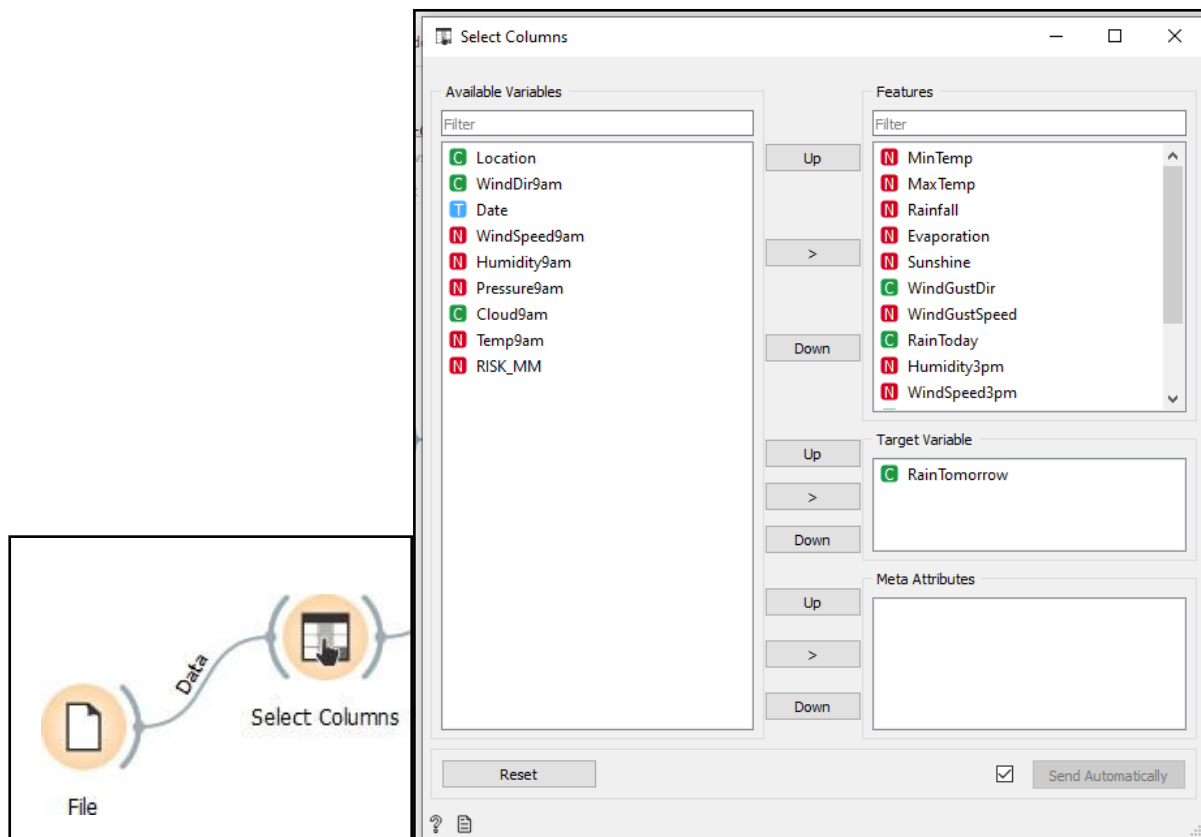 Select Columns
Available Variables
Filter
C Location
C WindDir9am
T Date
N WindSpeed9am
N Humidity9am
N Pressure9am
C Cloud9am
N Temp9am
N RISK_MM
Up
>
Down
Features
Filter
N MinTemp
N MaxTemp
N Rainfall
N Evaporation
N Sunshine
C WindGustDir
N WindGustSpeed
C RainToday
N Humidity3pm
N WindSpeed3pm
Up
>
Down
Target Variable
C RainTomorrow
Up
>
Down
Meta Attributes
Reset
Send Automatically
?
Data
Select Columns
File